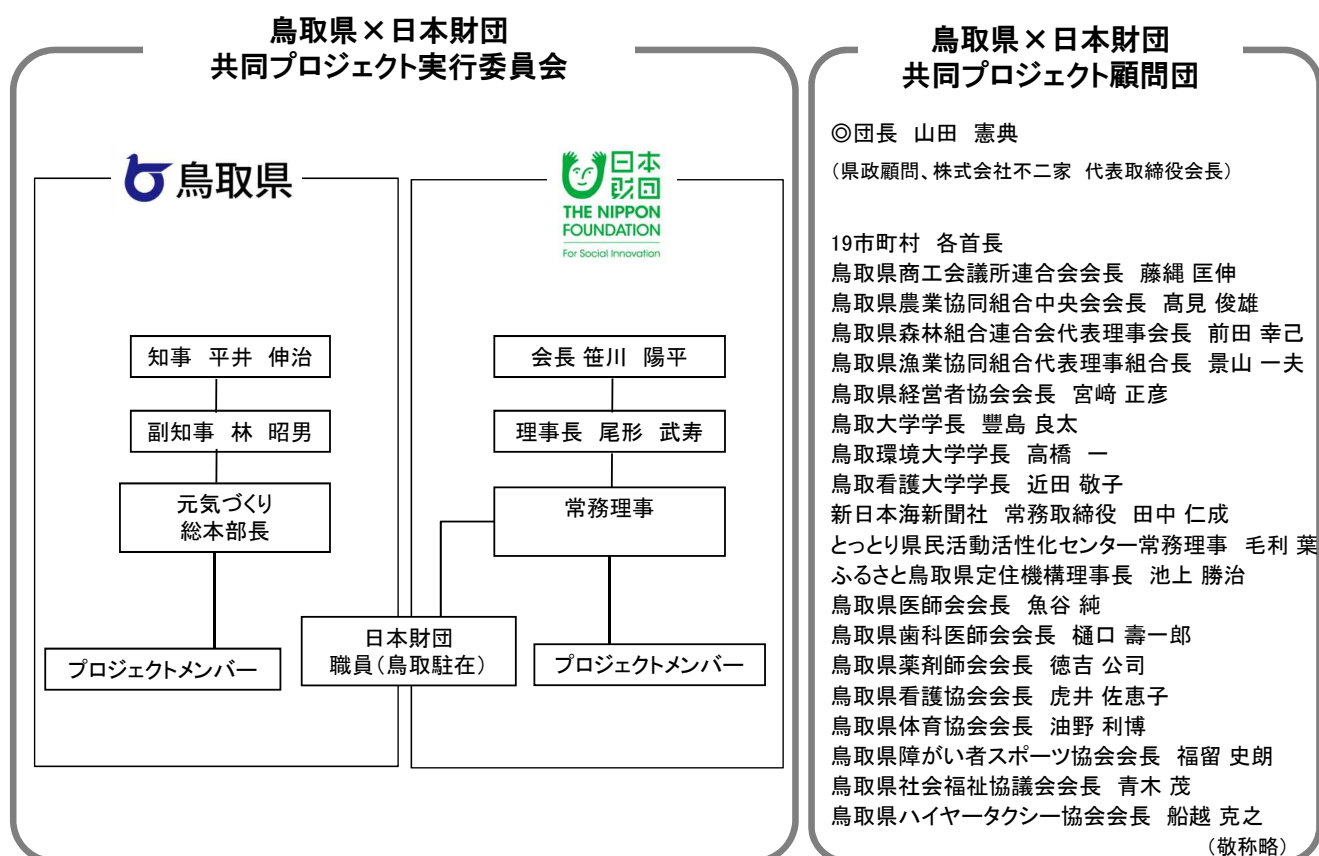 鳥取県×日本財団
共同プロジェクト実行委員会
鳥取県
知事 平井 伸治
副知事 林 昭男
元気づくり
総本部長
プロジェクトメンバー
日本
財団
THE NIPPON
FOUNDATION
For Social Innovation
会長 笹川 陽平
理事長 尾形 武寿
常務理事
日本財団
職員(鳥取駐在)
プロジェクトメンバー
鳥取県×日本財団
共同プロジェクト顧問団
◎団長 山田 憲典
(県政顧問、株式会社不二家 代表取締役会長)
19市町村 各首長
鳥取県商工会議所連合会会長 藤縄 匡伸
鳥取県農業協同組合中央会会長 髙見 俊雄
鳥取県森林組合連合会代表理事会長 前田 幸己
鳥取県漁業協同組合代表理事組合長 景山 一夫
鳥取県経営者協会会長 宮﨑 正彦
鳥取大学学長 豐島 良太
鳥取環境大学学長 高橋 一
鳥取看護大学学長 近田 敬子
新日本海新聞社 常務取締役 田中 仁成
とっとり県民活動活性化センター常務理事 毛利 葉
ふるさと鳥取県定住機構理事長 池上 勝治
鳥取県医師会会長 魚谷 純
鳥取県歯科医師会会長 樋口 壽一郎
鳥取県薬剤師会会長 徳吉 公司
鳥取県看護協会会長 虎井 佐恵子
鳥取県体育協会会長 油野 利博
鳥取県障がい者スポーツ協会会長 福留 史朗
鳥取県社会福祉協議会会長 青木 茂
鳥取県ハイヤータクシー協会会長 船越 克之
(敬称略)